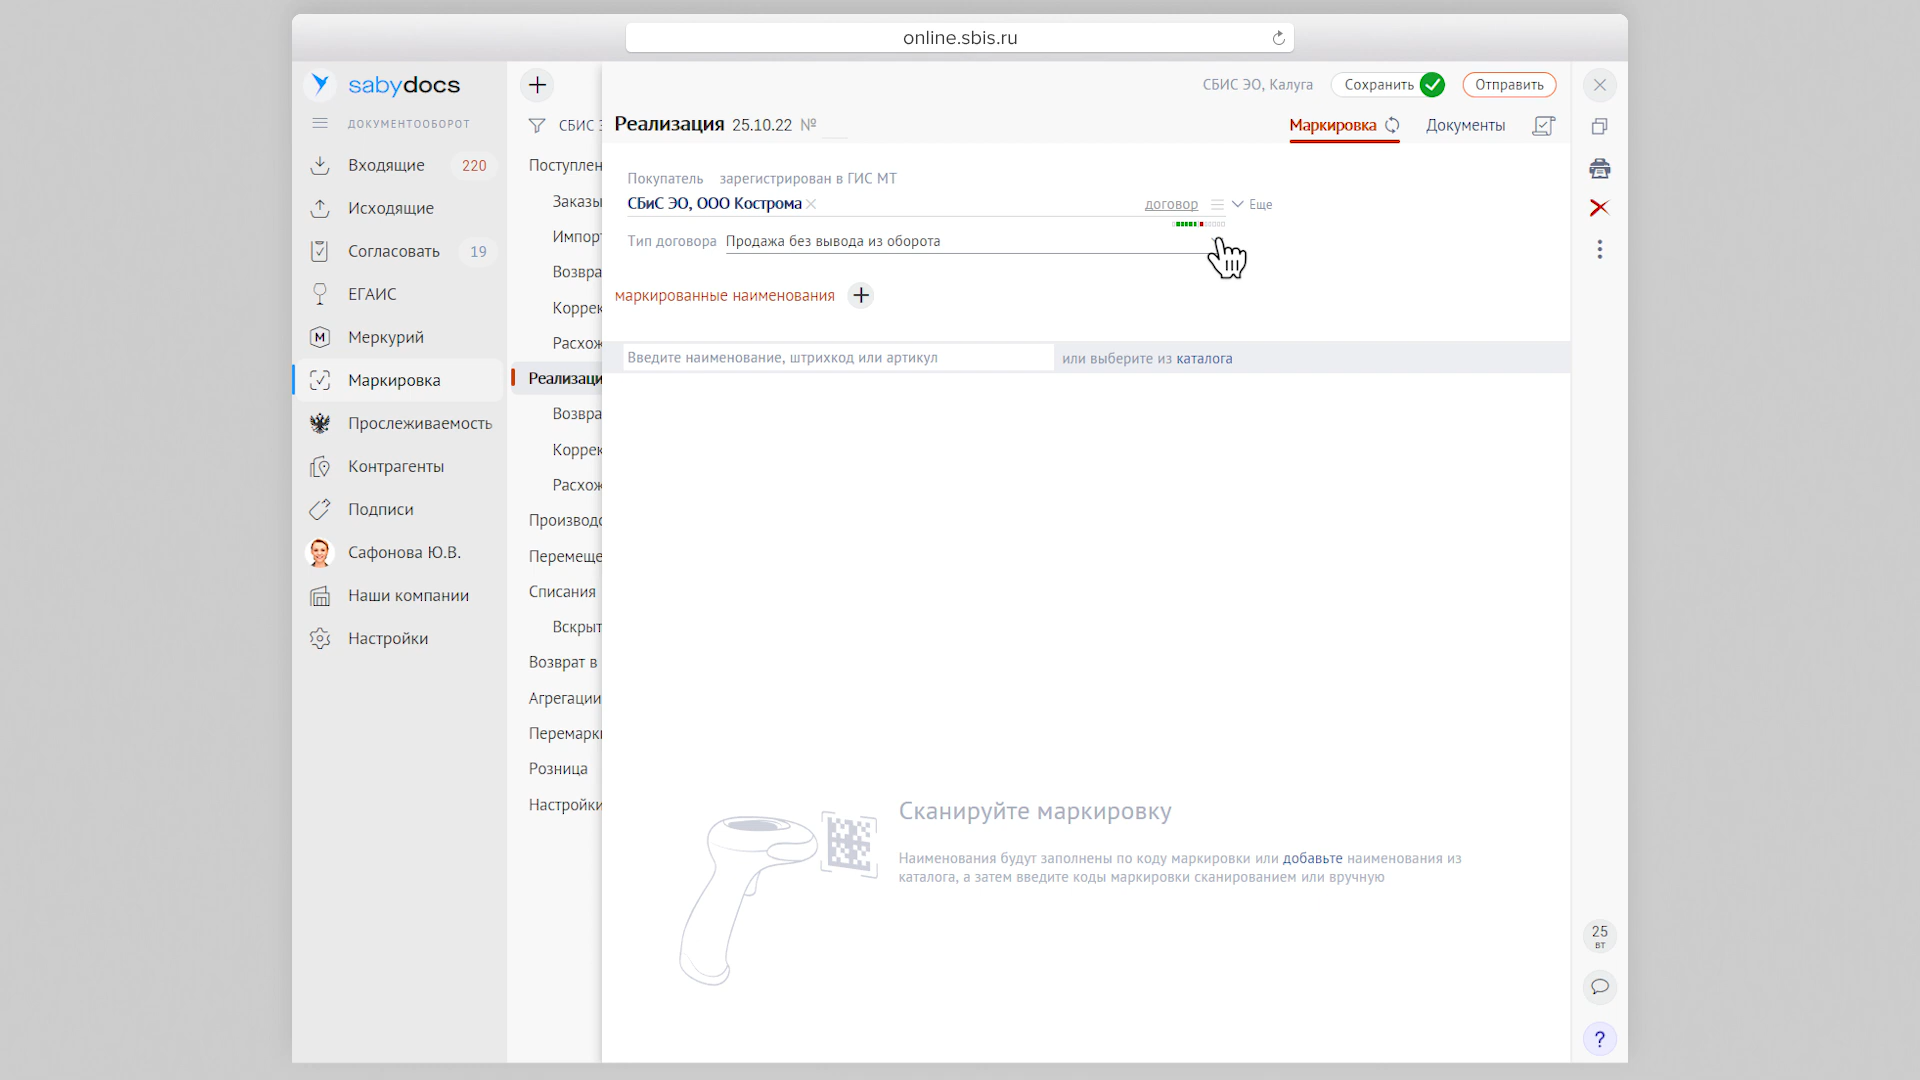 online.sbis.ru
sabydocs
ДОКУМЕНТООБОРОТ
Входящие 220
Исходящие
Согласовать 19
ЕГАИС
Меркурий
Маркировка
Прослеживаемость
Контрагенты
Подписи
Сафонова Ю.В.
Наши компании
Настройки
СБИС Э
Поступлен
Заказы
Импор
Возвра
Коррек
Расхож
Реализаци
Возвра
Коррек
Расхож
Производс
Перемеще
Списания
Вскрыт
Возврат в
Агрегации
Перемарк
Розница
Настройки
СБИС ЭО, Калуга Сохранить Отправить
Реализация 25.10.22 №
Маркировка Документы
Покупатель зарегистрирован в ГИС МТ
СБиС ЭО, ООО Кострома договор Еще
Тип договора Продажа без вывода из оборота
маркированные наименования
Введите наименование, штрихкод или артикул или выберите из каталога
Сканируйте маркировку
Наименования будут заполнены по коду маркировки или добавьте наименования из
каталога, а затем введите коды маркировки сканированием или вручную
25
вт
?